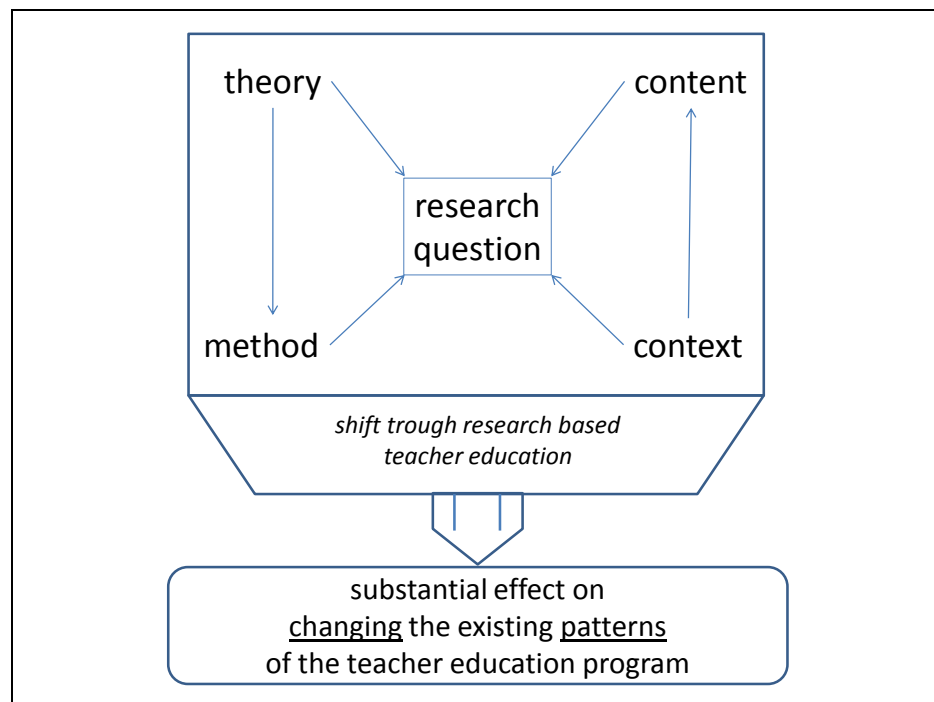 theory
content
research
question
method
context
shift trough research based
teacher education
substantial effect on
changing the existing patterns
of the teacher education program